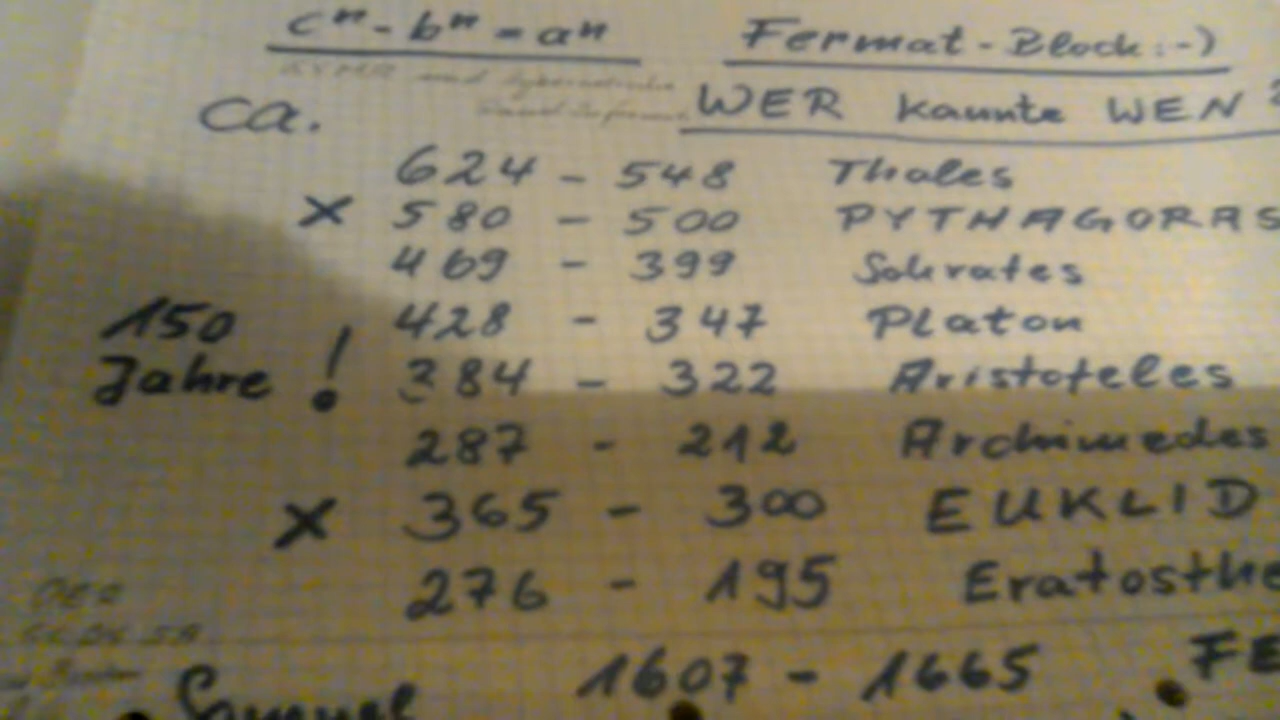 cⁿ - bⁿ = aⁿ Fermat-Block :-)
ca. WER kannte WEN ?
624 - 548 Thales
x 580 - 500 PYTHAGORAS
469 - 399 Sokrates
150 428 - 347 Platon
Jahre ! 384 - 322 Aristoteles
287 - 212 Archimedes
x 365 - 300 EUKLID
276 - 195 Eratosthe
1607 - 1665 FE
Sammel